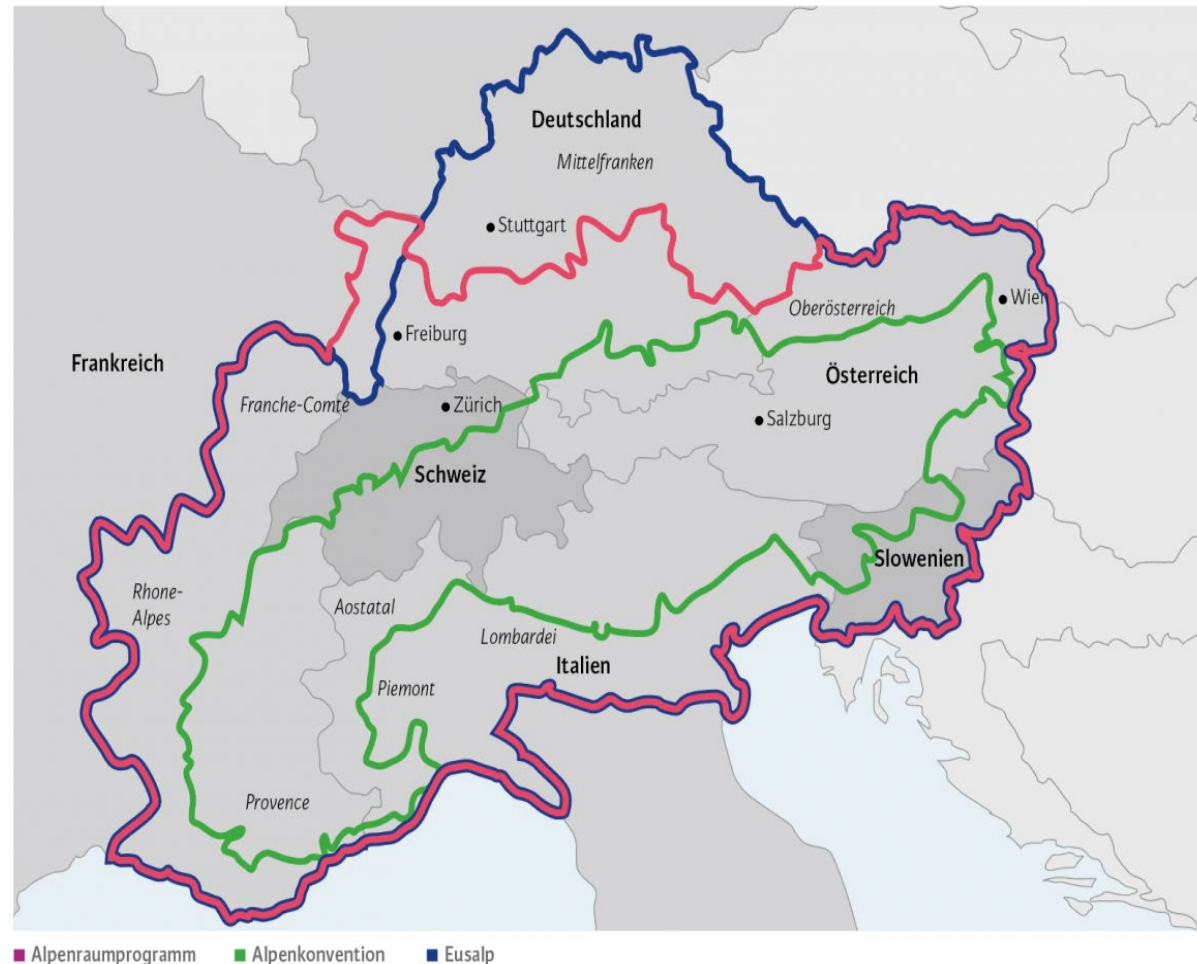 Deutschland
Mittelfranken
Stuttgart
Oberösterreich
Wien
Freiburg
Frankreich
Österreich
Franche-Comté
Zürich
Salzburg
Schweiz
Slowenien
Rhone-
Alpes
Aostatal
Lombardei
Italien
Piemont
Provence
Alpenraumprogramm Alpenkonvention Eusalp